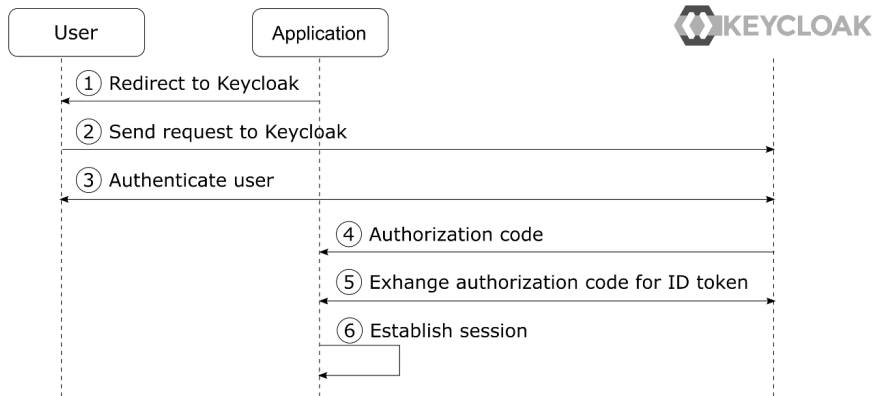 User
Application
KEYCLOAK
1 Redirect to Keycloak
2 Send request to Keycloak
3 Authenticate user
4 Authorization code
5 Exhange authorization code for ID token
6 Establish session